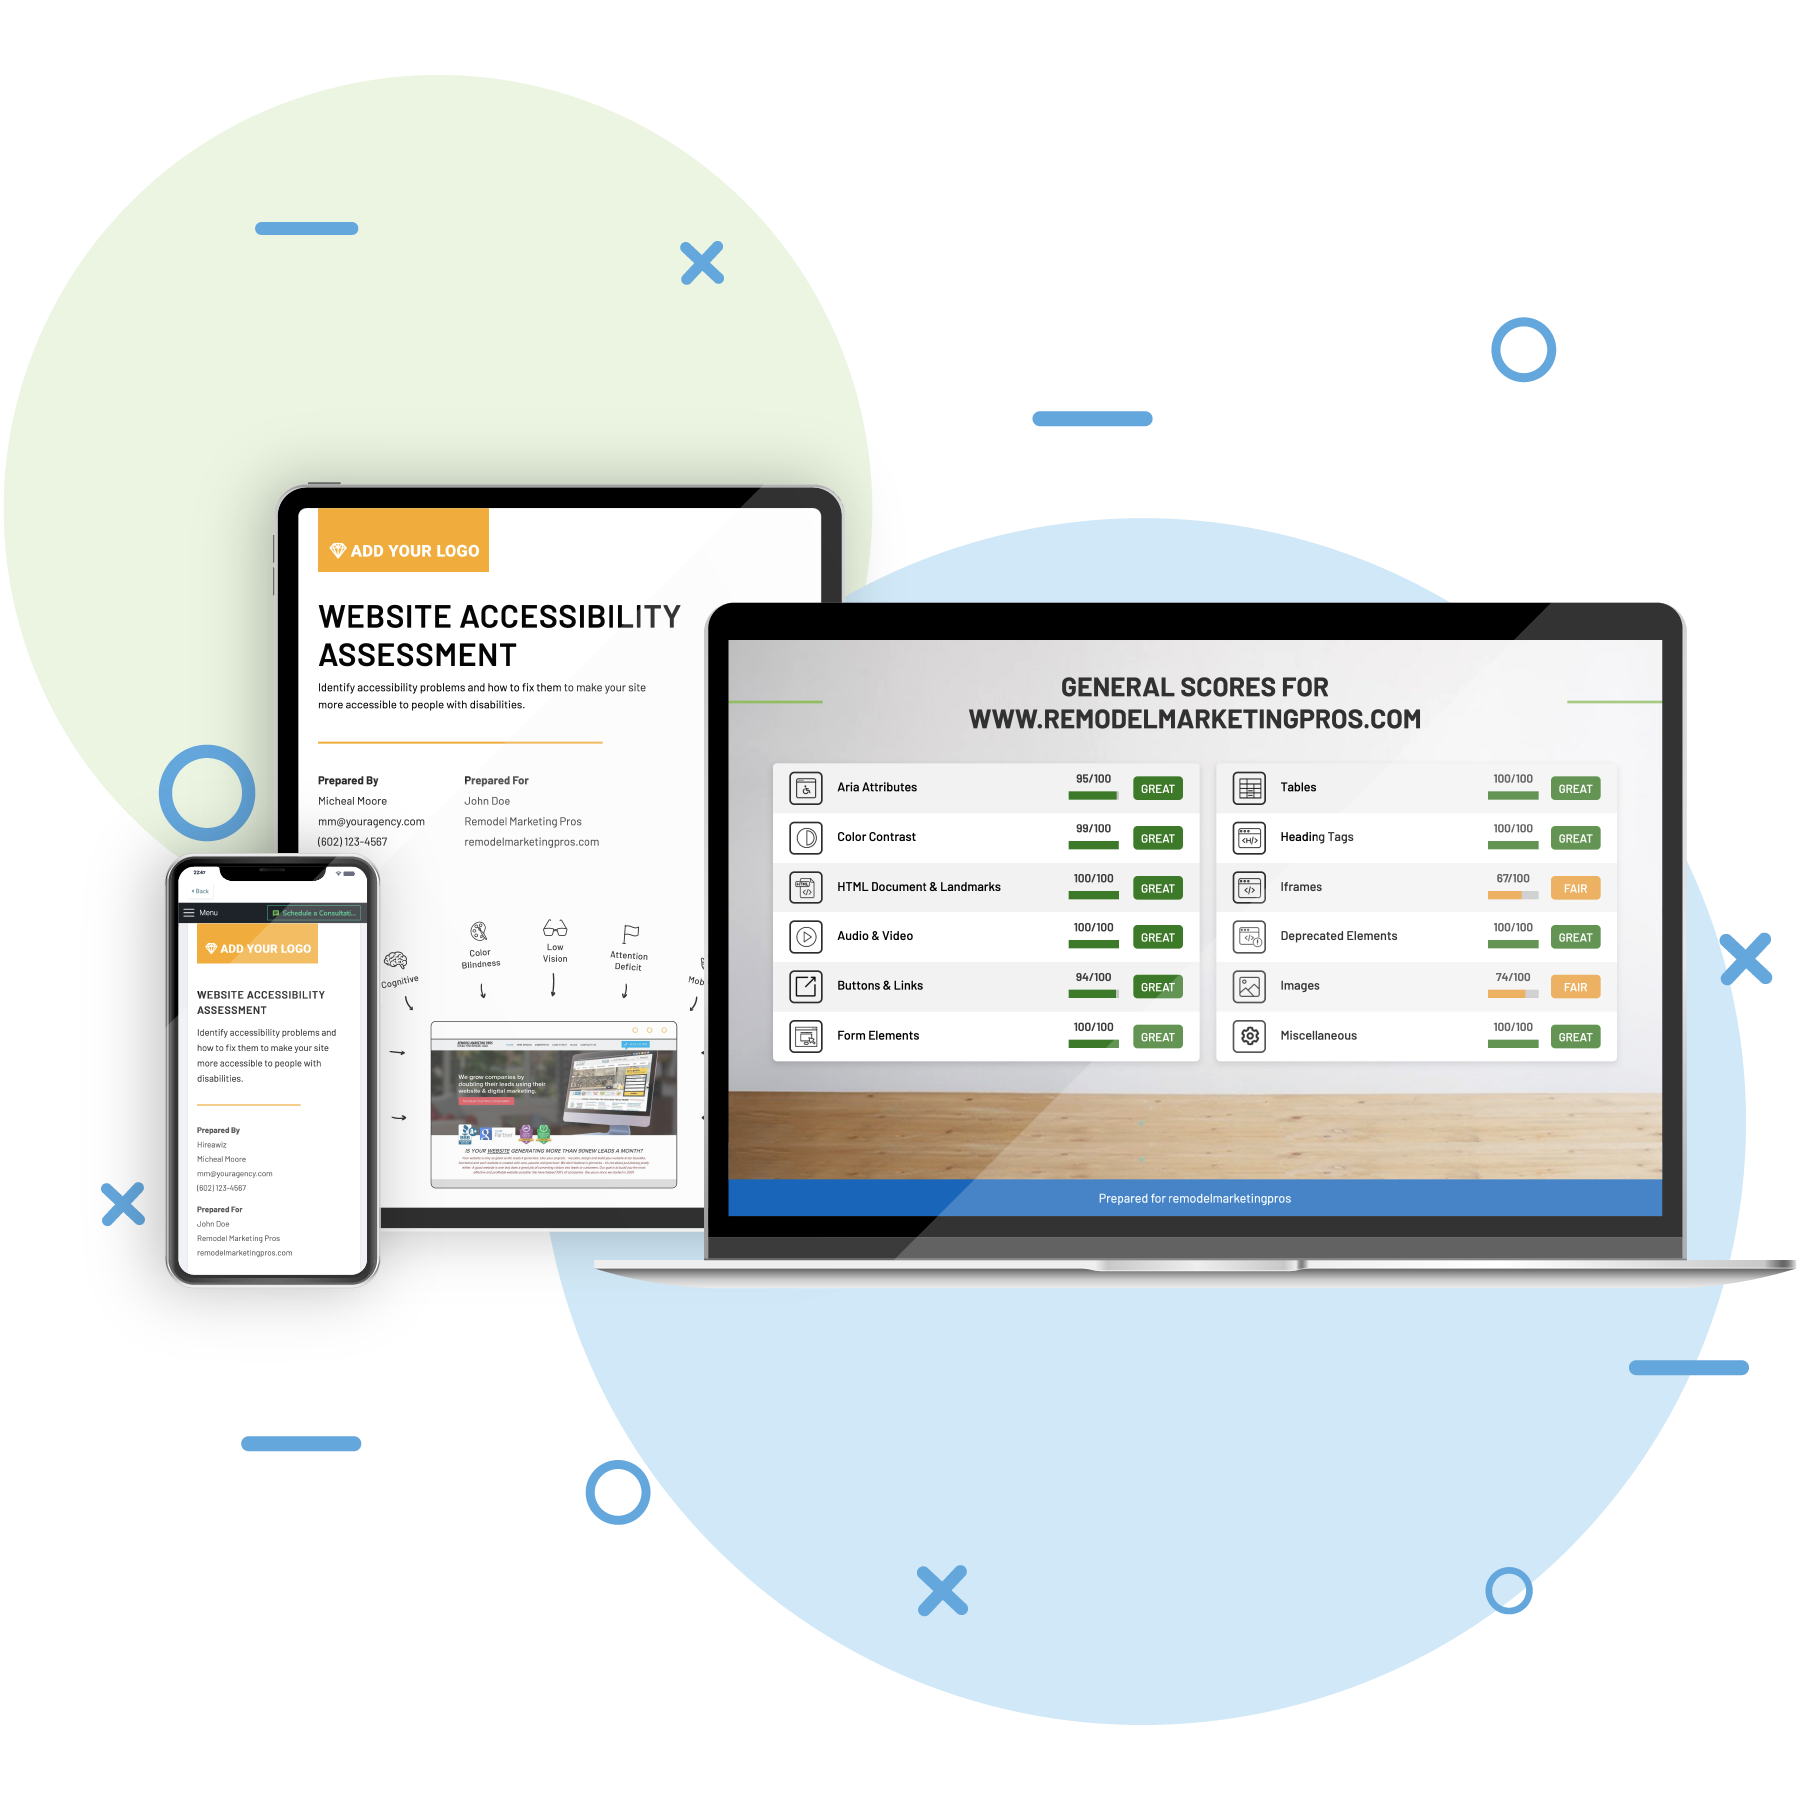 ADD YOUR LOGO
WEBSITE ACCESSIBILITY
ASSESSMENT
Identify accessibility problems and how to fix them to make your site
more accessible to people with disabilities.
Prepared By
Micheal Moore
mm@youragency.com
(602) 123-4567
Prepared For
John Doe
Remodel Marketing Pros
remodelmarketingpros.com
Cognitive
Color
Blindness
Low
Vision
Attention
Deficit
Mob
We grow companies by
doubling their leads using their
website & digital marketing.
IS YOUR WEBSITE GENERATING MORE THAN 50 NEW LEADS A MONTH?
22:47
Back
Menu
Schedule a Consultati...
ADD YOUR LOGO
WEBSITE ACCESSIBILITY
ASSESSMENT
Identify accessibility problems and
how to fix them to make your site
more accessible to people with
disabilities.
Prepared By
Hireawiz
Micheal Moore
mm@youragency.com
(602) 123-4567
Prepared For
John Doe
Remodel Marketing Pros
remodelmarketingpros.com
GENERAL SCORES FOR
WWW.REMODELMARKETINGPROS.COM
Aria Attributes 95/100 GREAT
Color Contrast 99/100 GREAT
HTML Document & Landmarks 100/100 GREAT
Audio & Video 100/100 GREAT
Buttons & Links 94/100 GREAT
Form Elements 100/100 GREAT
Tables 100/100 GREAT
Heading Tags 100/100 GREAT
Iframes 67/100 FAIR
Deprecated Elements 100/100 GREAT
Images 74/100 FAIR
Miscellaneous 100/100 GREAT
Prepared for remodelmarketingpros